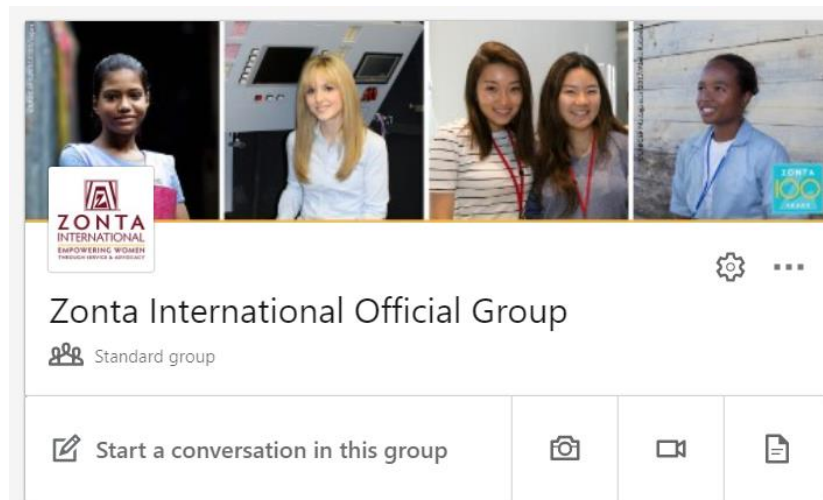 ZONTA
100
YEARS
ZONTA
INTERNATIONAL
EMPOWERING WOMEN
THROUGH SERVICE & ADVOCACY
Zonta International Official Group
Standard group
Start a conversation in this group